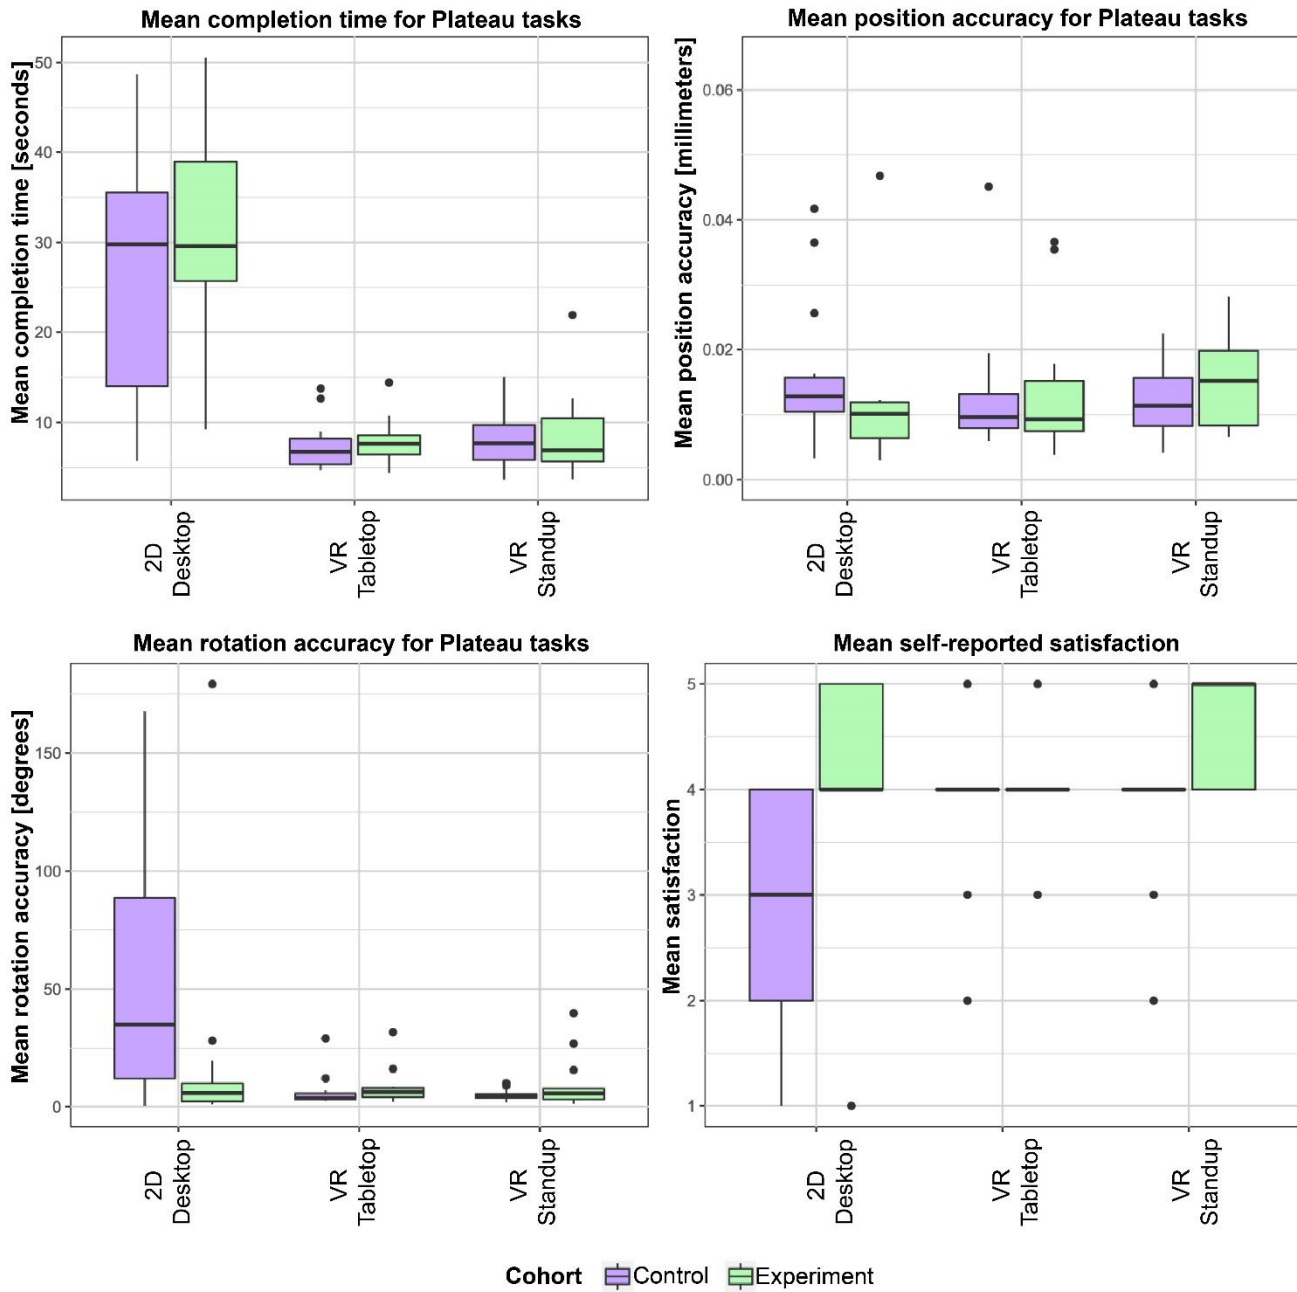 Mean completion time for Plateau tasks
Mean completion time [seconds]
50
40
30
20
10
2D
Desktop
VR
Tabletop
VR
Standup
Mean position accuracy for Plateau tasks
Mean position accuracy [millimeters]
0.06
0.04
0.02
0.00
2D
Desktop
VR
Tabletop
VR
Standup
Mean rotation accuracy for Plateau tasks
Mean rotation accuracy [degrees]
150
100
50
0
2D
Desktop
VR
Tabletop
VR
Standup
Mean self-reported satisfaction
Mean satisfaction
5
4
3
2
1
2D
Desktop
VR
Tabletop
VR
Standup
Cohort Control Experiment